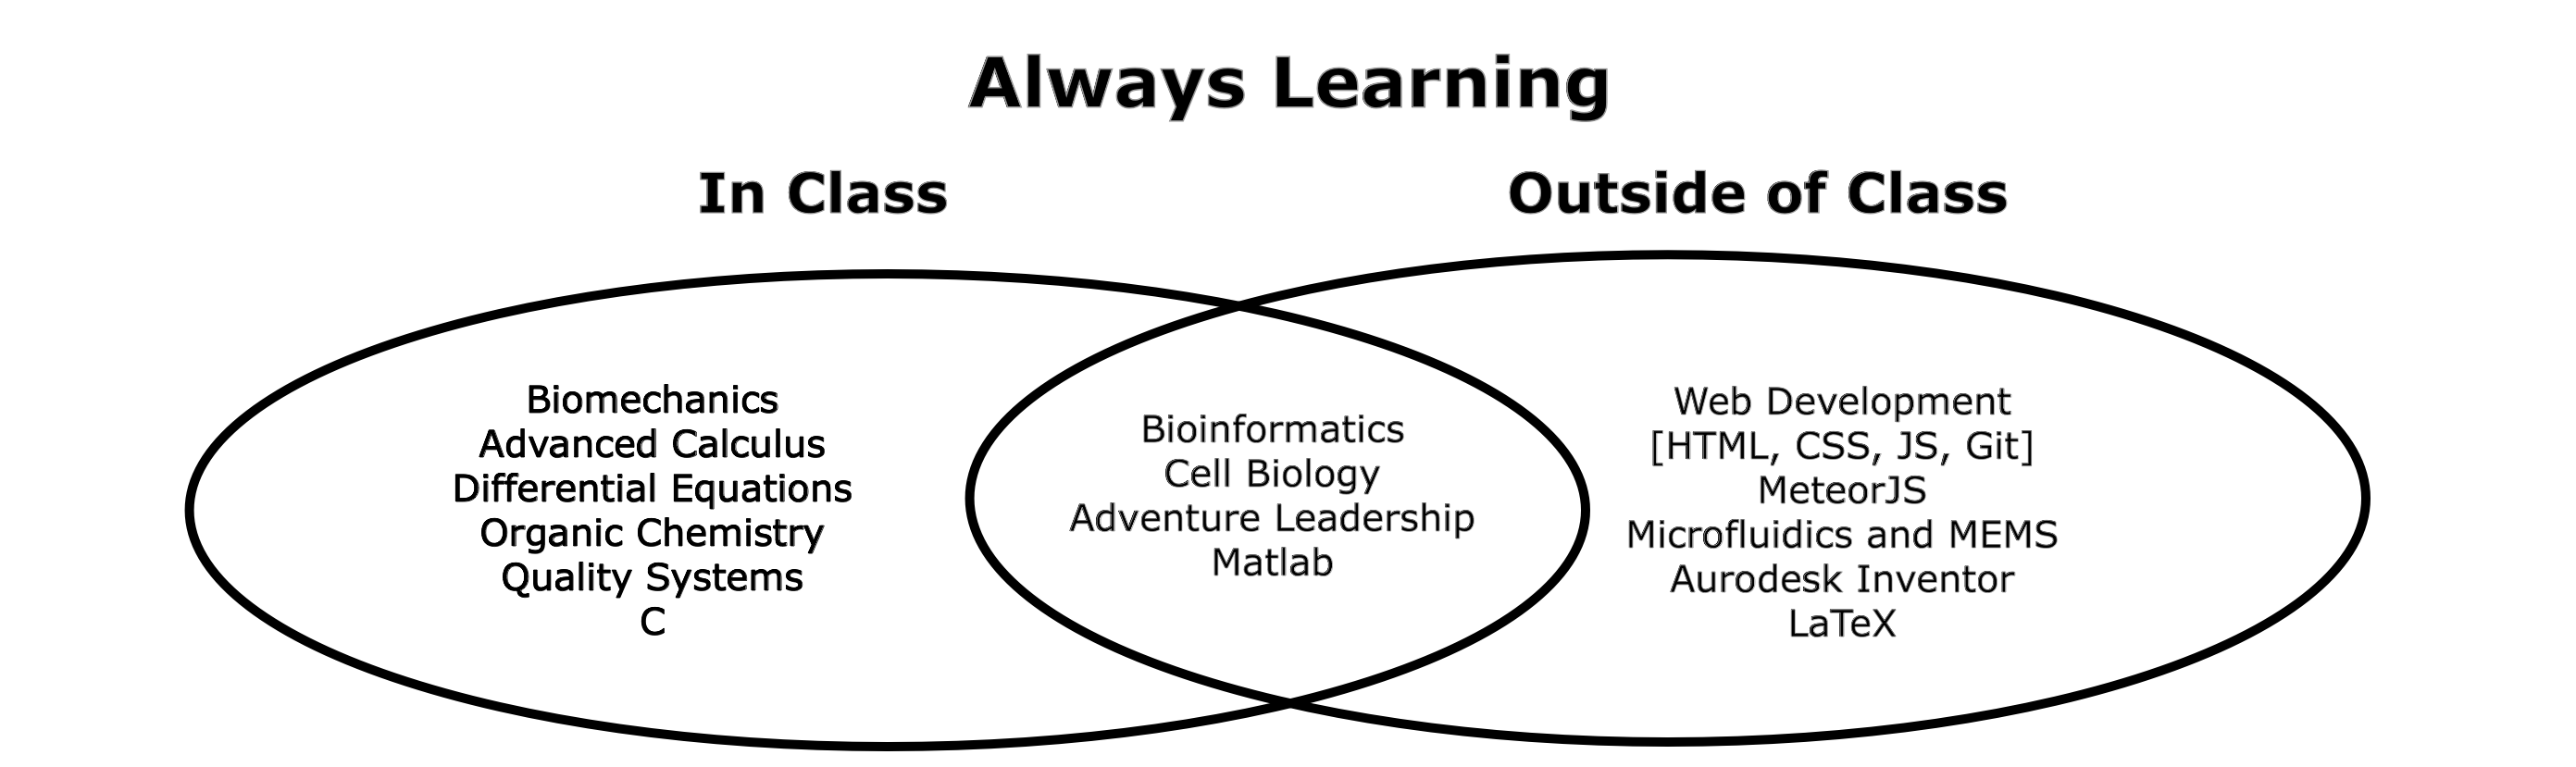 Always Learning
In Class
Outside of Class
Biomechanics
Advanced Calculus
Differential Equations
Organic Chemistry
Quality Systems
C
Bioinformatics
Cell Biology
Adventure Leadership
Matlab
Web Development
[HTML, CSS, JS, Git]
MeteorJS
Microfluidics and MEMS
Aurodesk Inventor
LaTeX